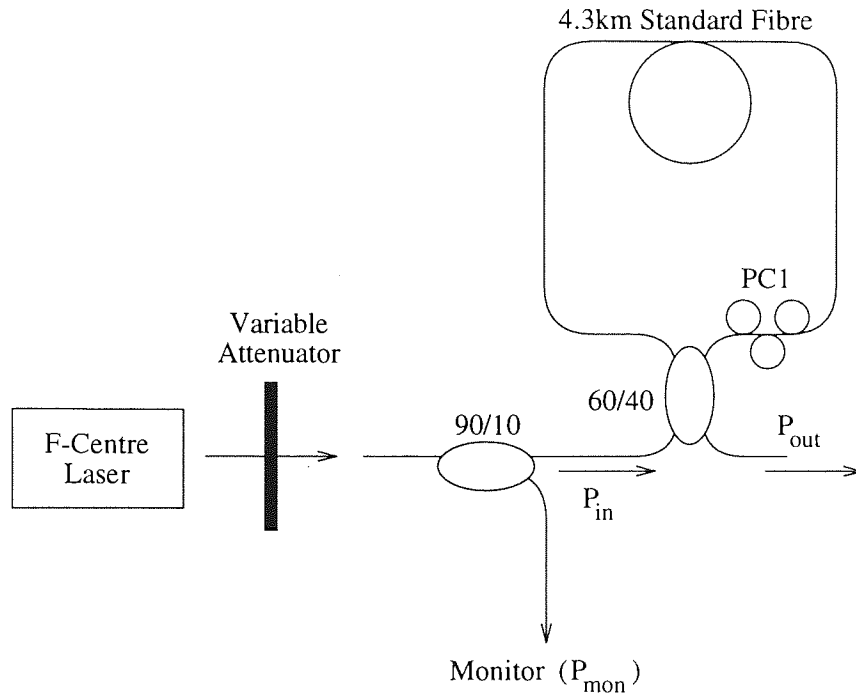 4.3km Standard Fibre
PC1
Variable
Attenuator
60/40
90/10
F-Centre
Laser
P_out
P_in
Monitor (P_mon)